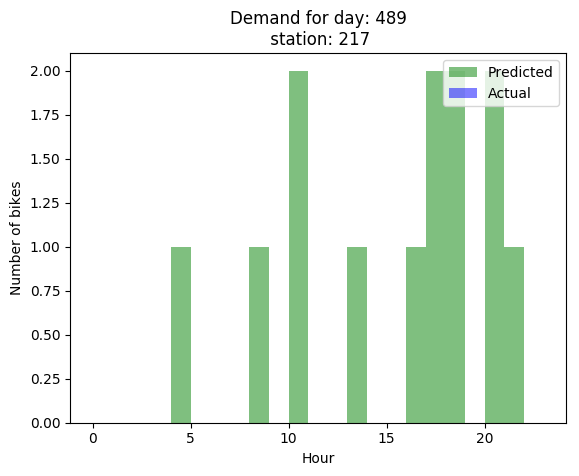 Demand for day: 489
station: 217
Predicted
Actual
Number of bikes
2.00
1.75
1.50
1.25
1.00
0.75
0.50
0.25
0.00
0 5 10 15 20
Hour